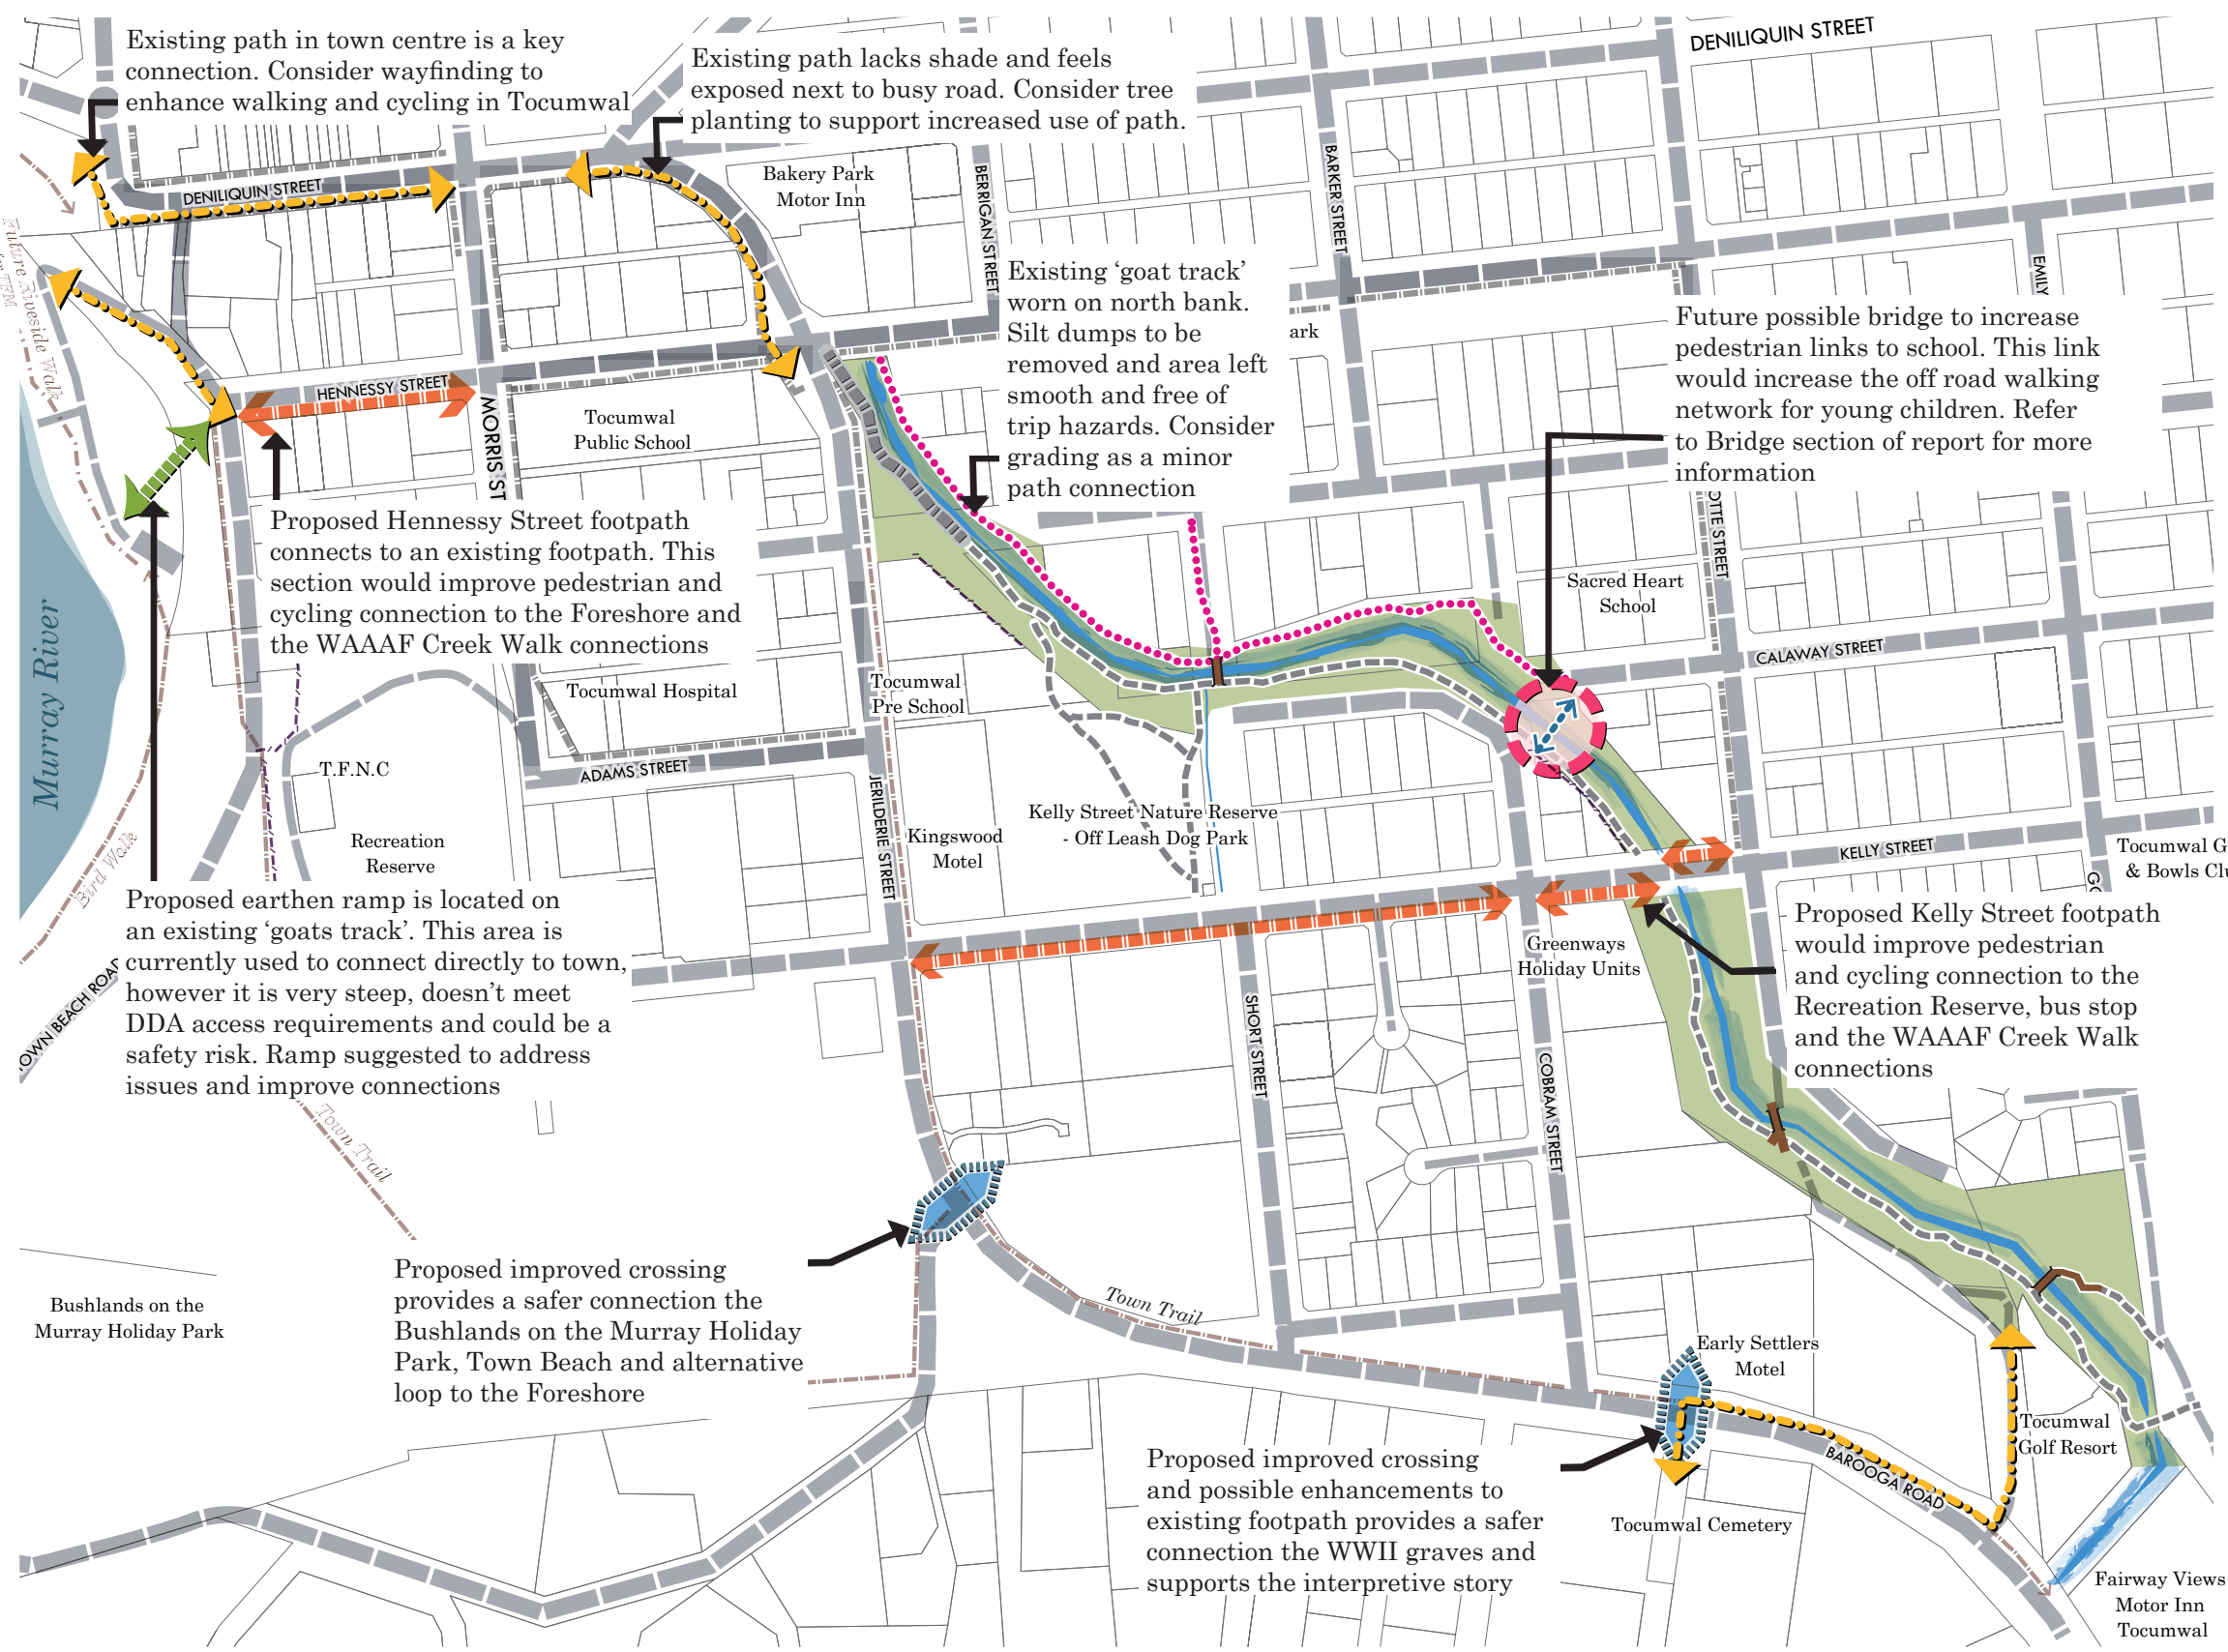 Existing path in town centre is a key
connection. Consider wayfinding to
enhance walking and cycling in Tocumwal
Existing path lacks shade and feels
exposed next to busy road. Consider tree
planting to support increased use of path.
DENILIQUIN STREET
DENILIQUIN STREET
Bakery Park
Motor Inn
BERRIGAN STREET
BARKER STREET
EMILY
Existing ‘goat track’
worn on north bank.
Silt dumps to be
removed and area left
smooth and free of
trip hazards. Consider
grading as a minor
path connection
ark
Future possible bridge to increase
pedestrian links to school. This link
would increase the off road walking
network for young children. Refer
to Bridge section of report for more
information
Future Riveside Walk
HENNESSY STREET
MORRIS ST
Tocumwal
Public School
Proposed Hennessy Street footpath
connects to an existing footpath. This
section would improve pedestrian and
cycling connection to the Foreshore and
the WAAAF Creek Walk connections
OTTE STREET
Sacred Heart
School
CALAWAY STREET
Murray River
Tocumwal Hospital
Tocumwal
Pre School
T.F.N.C
ADAMS STREET
JERILDERIE STREET
Recreation
Reserve
Kingswood
Motel
Kelly Street Nature Reserve
- Off Leash Dog Park
KELLY STREET
Tocumwal G
& Bowls Clu
GO
Bird Walk
Proposed earthen ramp is located on
an existing ‘goats track’. This area is
currently used to connect directly to town,
however it is very steep, doesn’t meet
DDA access requirements and could be a
safety risk. Ramp suggested to address
issues and improve connections
OWN BEACH ROAD
Greenways
Holiday Units
Proposed Kelly Street footpath
would improve pedestrian
and cycling connection to the
Recreation Reserve, bus stop
and the WAAAF Creek Walk
connections
SHORT STREET
COBRAM STREET
Town Trail
Proposed improved crossing
provides a safer connection the
Bushlands on the Murray Holiday
Park, Town Beach and alternative
loop to the Foreshore
Bushlands on the
Murray Holiday Park
Town Trail
Early Settlers
Motel
Tocumwal
Golf Resort
BAROOGA ROAD
Proposed improved crossing
and possible enhancements to
existing footpath provides a safer
connection the WWII graves and
supports the interpretive story
Tocumwal Cemetery
Fairway Views
Motor Inn
Tocumwal